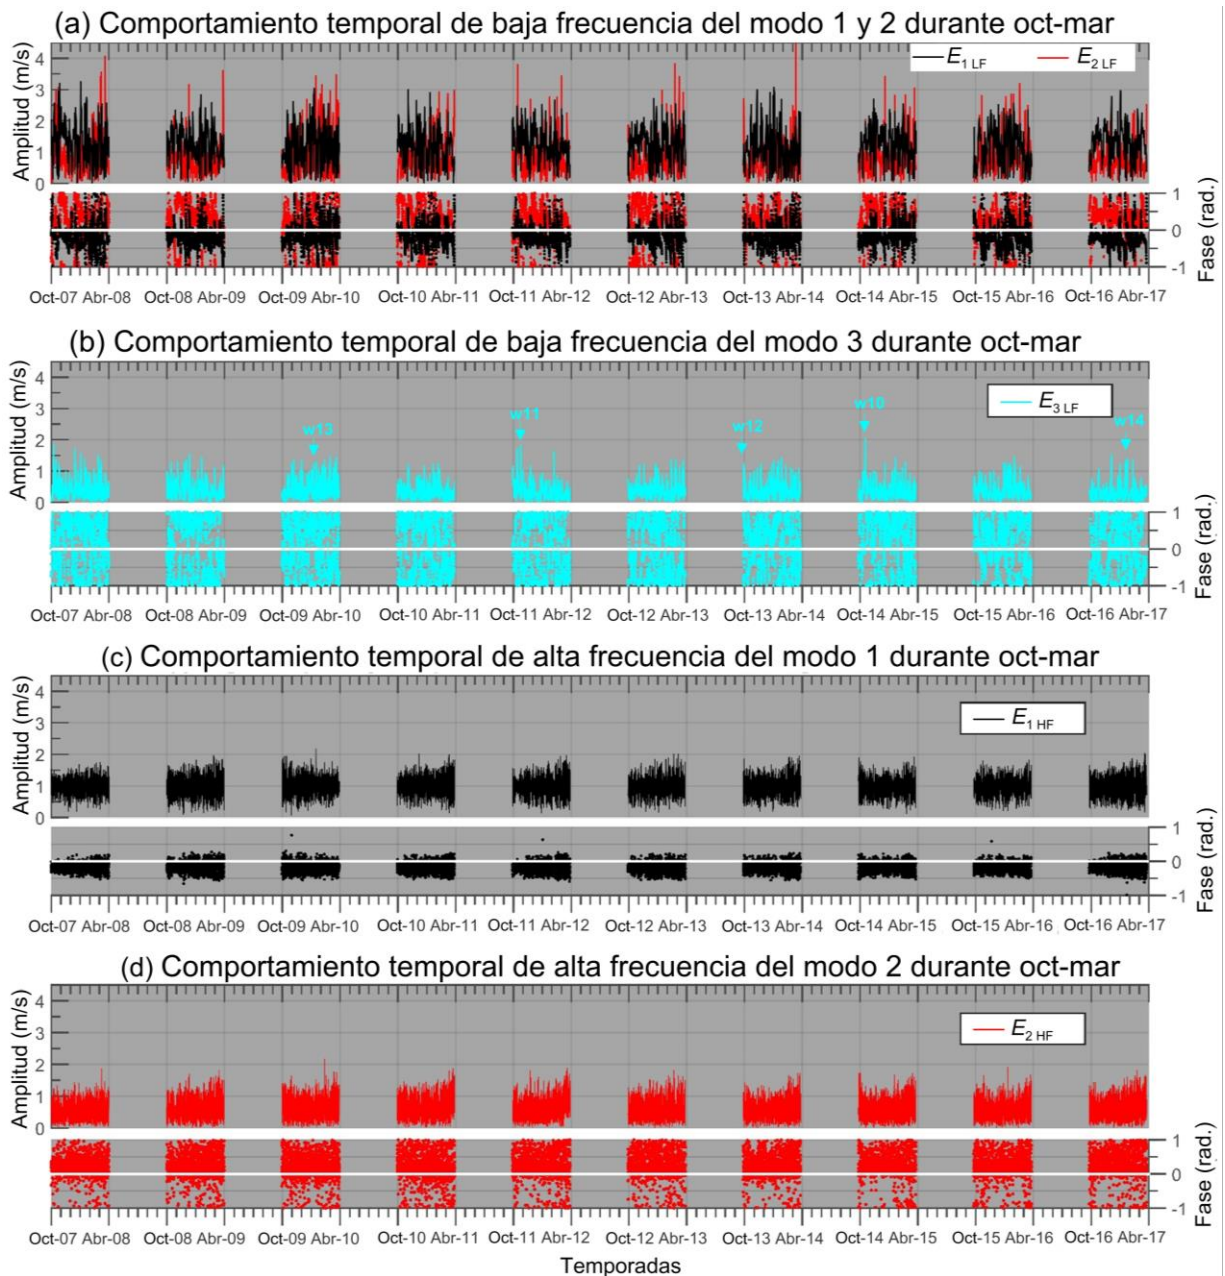 (a) Comportamiento temporal de baja frecuencia del modo 1 y 2 durante oct-mar
Amplitud (m/s)
4
3
2
1
0
E1 LF E2 LF
1
0
-1
Fase (rad.)
Oct-07 Abr-08 Oct-08 Abr-09 Oct-09 Abr-10 Oct-10 Abr-11 Oct-11 Abr-12 Oct-12 Abr-13 Oct-13 Abr-14 Oct-14 Abr-15 Oct-15 Abr-16 Oct-16 Abr-17
(b) Comportamiento temporal de baja frecuencia del modo 3 durante oct-mar
Amplitud (m/s)
4
3
2
1
0
E3 LF
w13 w11 w12 w10 w14
1
0
-1
Fase (rad.)
Oct-07 Abr-08 Oct-08 Abr-09 Oct-09 Abr-10 Oct-10 Abr-11 Oct-11 Abr-12 Oct-12 Abr-13 Oct-13 Abr-14 Oct-14 Abr-15 Oct-15 Abr-16 Oct-16 Abr-17
(c) Comportamiento temporal de alta frecuencia del modo 1 durante oct-mar
Amplitud (m/s)
4
3
2
1
0
E1 HF
1
0
-1
Fase (rad.)
Oct-07 Abr-08 Oct-08 Abr-09 Oct-09 Abr-10 Oct-10 Abr-11 Oct-11 Abr-12 Oct-12 Abr-13 Oct-13 Abr-14 Oct-14 Abr-15 Oct-15 Abr-16 Oct-16 Abr-17
(d) Comportamiento temporal de alta frecuencia del modo 2 durante oct-mar
Amplitud (m/s)
4
3
2
1
0
E2 HF
1
0
-1
Fase (rad.)
Oct-07 Abr-08 Oct-08 Abr-09 Oct-09 Abr-10 Oct-10 Abr-11 Oct-11 Abr-12 Oct-12 Abr-13 Oct-13 Abr-14 Oct-14 Abr-15 Oct-15 Abr-16 Oct-16 Abr-17
Temporadas